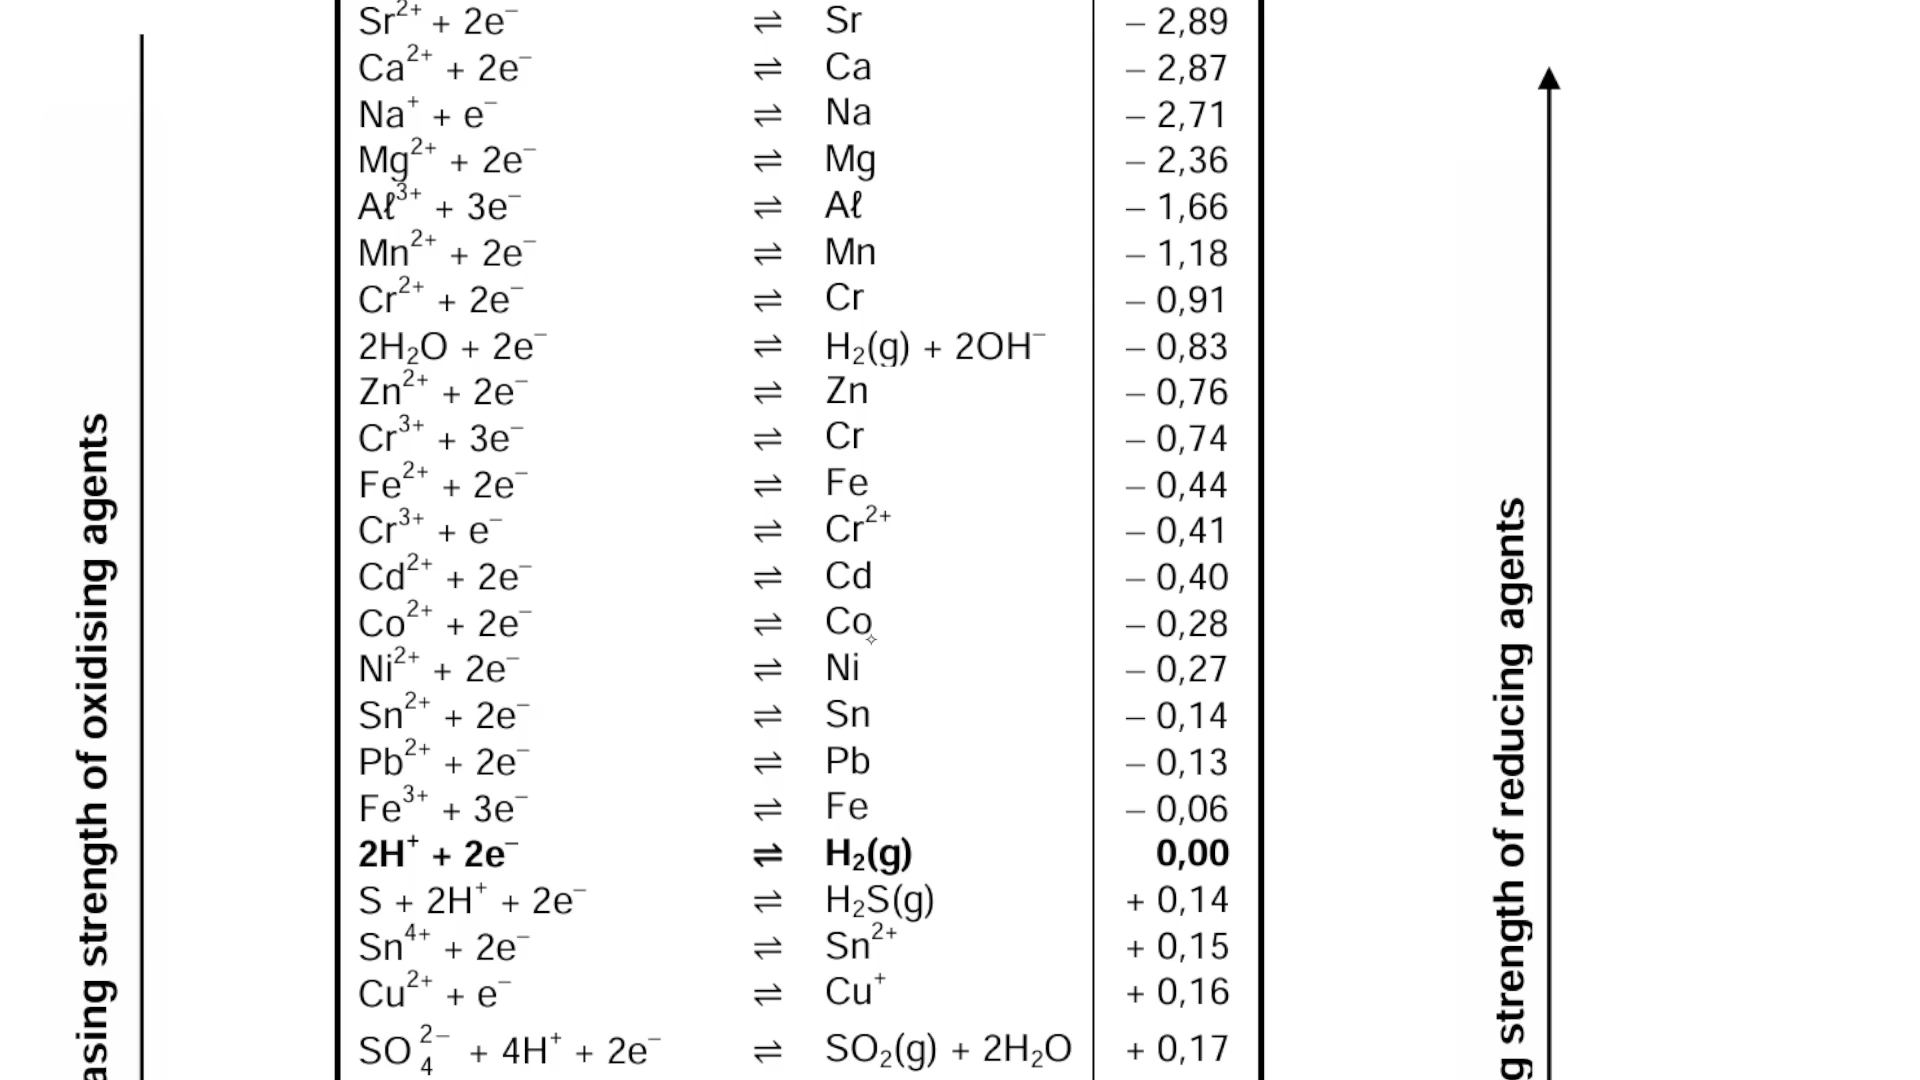 Sr²⁺ + 2e⁻ ⇌ Sr − 2,89
Ca²⁺ + 2e⁻ ⇌ Ca − 2,87
Na⁺ + e⁻ ⇌ Na − 2,71
Mg²⁺ + 2e⁻ ⇌ Mg − 2,36
Aℓ³⁺ + 3e⁻ ⇌ Aℓ − 1,66
Mn²⁺ + 2e⁻ ⇌ Mn − 1,18
Cr²⁺ + 2e⁻ ⇌ Cr − 0,91
2H₂O + 2e⁻ ⇌ H₂(g) + 2OH⁻ − 0,83
Zn²⁺ + 2e⁻ ⇌ Zn − 0,76
Cr³⁺ + 3e⁻ ⇌ Cr − 0,74
Fe²⁺ + 2e⁻ ⇌ Fe − 0,44
Cr³⁺ + e⁻ ⇌ Cr²⁺ − 0,41
Cd²⁺ + 2e⁻ ⇌ Cd − 0,40
Co²⁺ + 2e⁻ ⇌ Co − 0,28
Ni²⁺ + 2e⁻ ⇌ Ni − 0,27
Sn²⁺ + 2e⁻ ⇌ Sn − 0,14
Pb²⁺ + 2e⁻ ⇌ Pb − 0,13
Fe³⁺ + 3e⁻ ⇌ Fe − 0,06
2H⁺ + 2e⁻ ⇌ H₂(g) 0,00
S + 2H⁺ + 2e⁻ ⇌ H₂S(g) + 0,14
Sn⁴⁺ + 2e⁻ ⇌ Sn²⁺ + 0,15
Cu²⁺ + e⁻ ⇌ Cu⁺ + 0,16
SO₄²⁻ + 4H⁺ + 2e⁻ ⇌ SO₂(g) + 2H₂O + 0,17
asing strength of oxidising agents
g strength of reducing agents